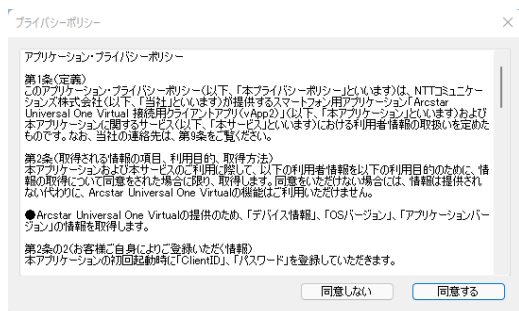 プライバシーポリシー
アプリケーション・プライバシーポリシー
第1条(定義)
このアプリケーション・プライバシーポリシー(以下、「本プライバシーポリシー」といいます)は、NTTコミュニケー
ションズ株式会社(以下、「当社」といいます)が提供するスマートフォン用アプリケーション「Arcstar
Universal One Virtual 接続用クライアントアプリ(vApp2)」(以下、「本アプリケーション」といいます)および
本アプリケーションに関するサービス(以下、「本サービス」といいます)における利用者情報の取扱いを定めた
ものです。なお、当社の連絡先は、第9条をご覧ください。
第2条(取得される情報の項目、利用目的、取得方法)
本アプリケーションおよび本サービスのご利用に際して、以下の利用者情報を以下の利用目的のために、情
報の取得について同意をされた場合に限り、取得します。同意をいただけない場合には、情報は提供され
ない代わりに、Arcstar Universal One Virtualの機能はご利用いただけません。
●Arcstar Universal One Virtualの提供のため、「デバイス情報」、「OSバージョン」、「アプリケーションバー
ジョン」の情報を取得します。
第2条の2(お客様ご自身によりご登録いただく情報)
本アプリケーションの初回起動時に「ClientID」、「パスワード」を登録していただきます。
同意しない
同意する